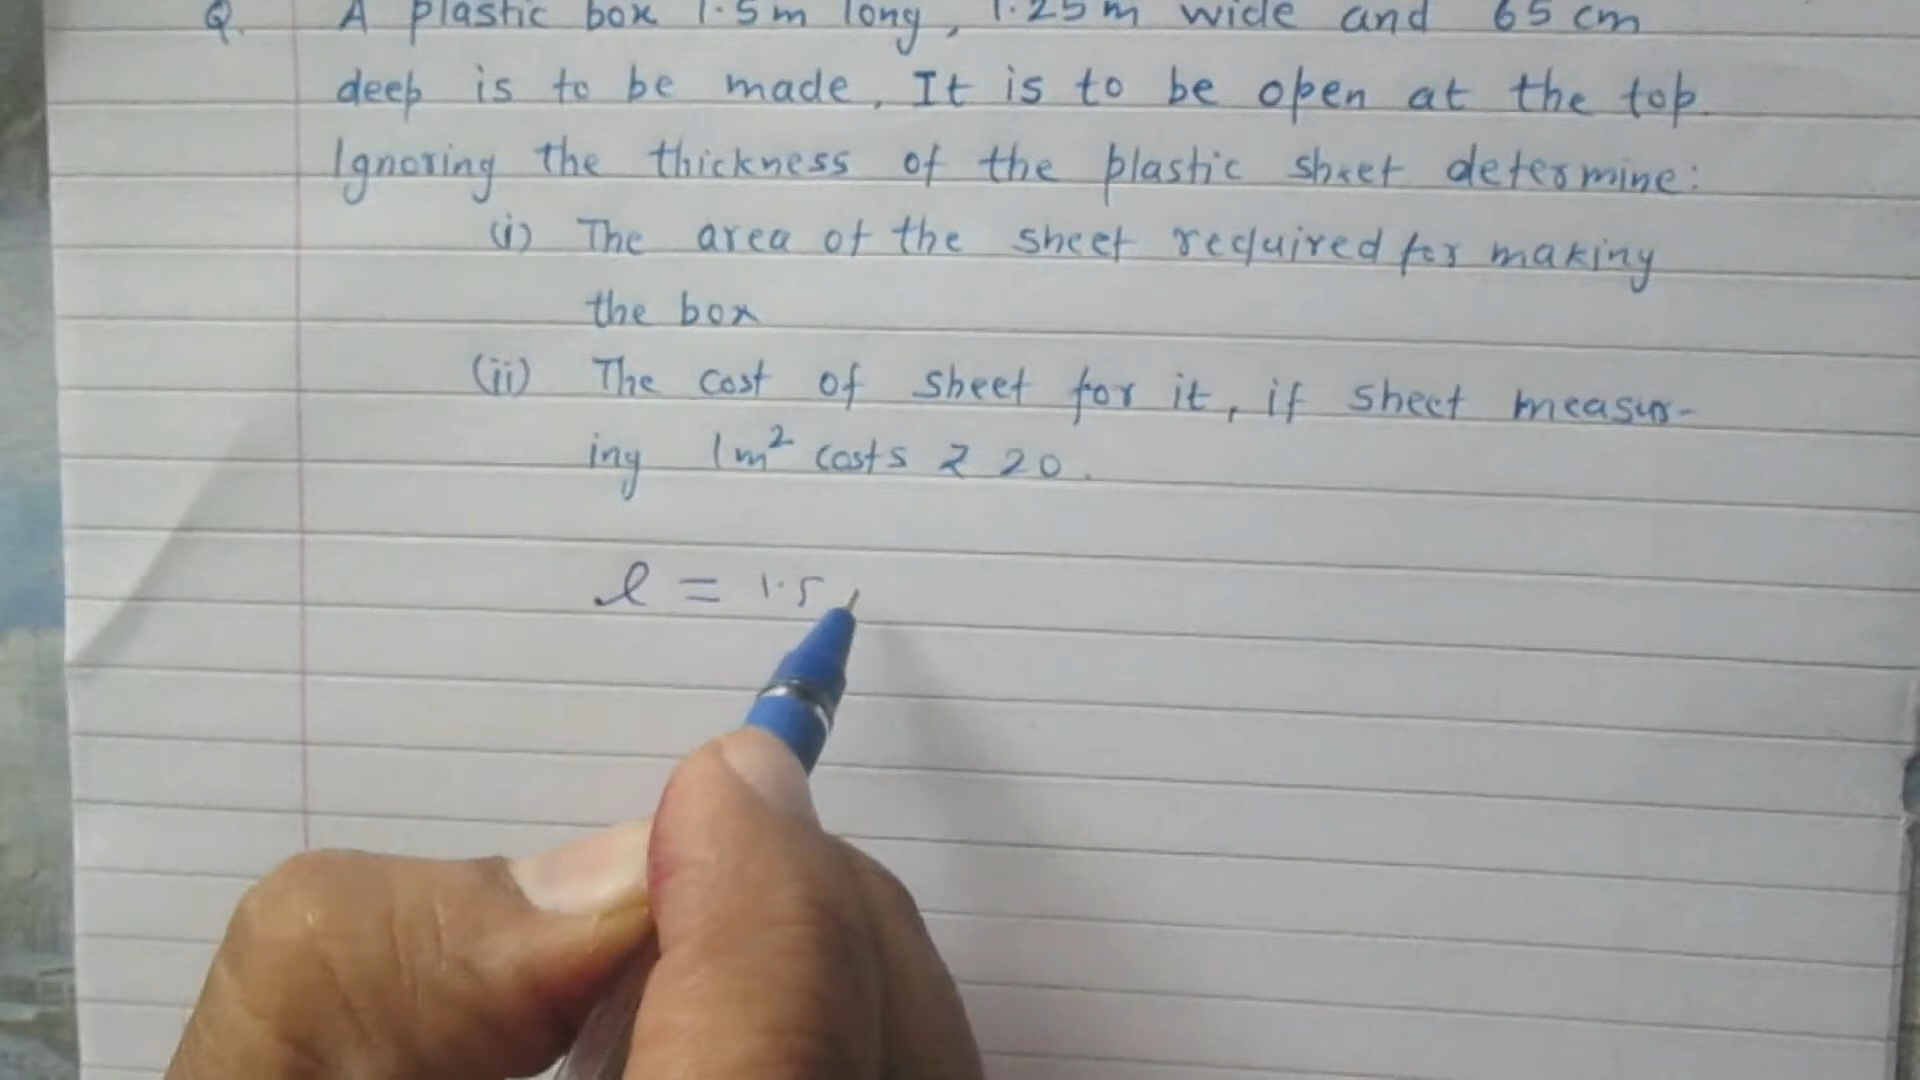 Q. A plastic box 1.5m long, 1.25m wide and 65 cm
deep is to be made. It is to be open at the top.
Ignoring the thickness of the plastic sheet determine:
(i) The area of the sheet required for making
the box
(ii) The cost of sheet for it, if sheet measur-
ing 1m² costs ₹ 20.
l = 1.5